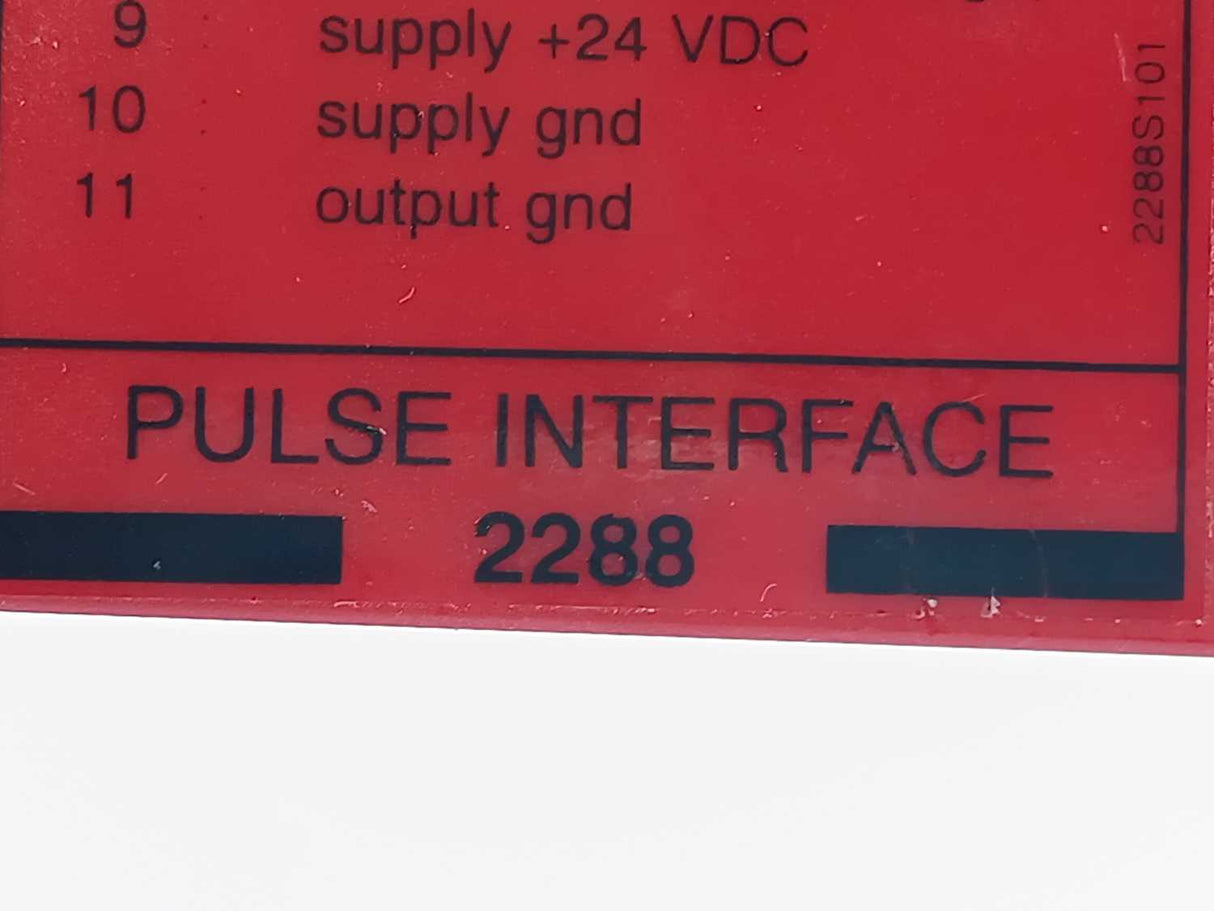 9 supply +24 VDC
10 supply gnd
11 output gnd
2288S101
PULSE INTERFACE
2288